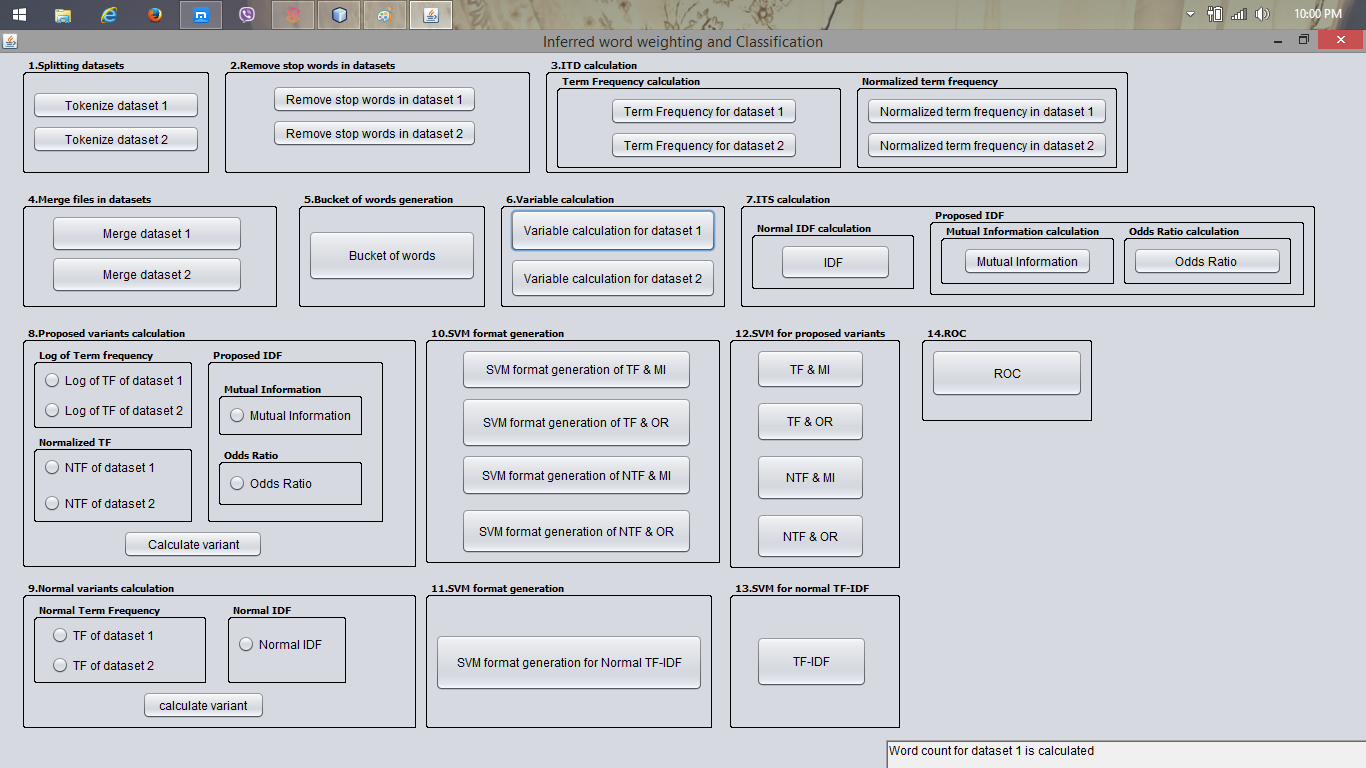 10:00 PM
Inferred word weighting and Classification
1.Splitting datasets
Tokenize dataset 1
Tokenize dataset 2
2.Remove stop words in datasets
Remove stop words in dataset 1
Remove stop words in dataset 2
3.ITD calculation
Term Frequency calculation
Term Frequency for dataset 1
Term Frequency for dataset 2
Normalized term frequency
Normalized term frequency in dataset 1
Normalized term frequency in dataset 2
4.Merge files in datasets
Merge dataset 1
Merge dataset 2
5.Bucket of words generation
Bucket of words
6.Variable calculation
Variable calculation for dataset 1
Variable calculation for dataset 2
7.ITS calculation
Normal IDF calculation
IDF
Proposed IDF
Mutual Information calculation
Mutual Information
Odds Ratio calculation
Odds Ratio
8.Proposed variants calculation
Log of Term frequency
Log of TF of dataset 1
Log of TF of dataset 2
Normalized TF
NTF of dataset 1
NTF of dataset 2
Proposed IDF
Mutual Information
Mutual Information
Odds Ratio
Odds Ratio
Calculate variant
10.SVM format generation
SVM format generation of TF & MI
SVM format generation of TF & OR
SVM format generation of NTF & MI
SVM format generation of NTF & OR
12.SVM for proposed variants
TF & MI
TF & OR
NTF & MI
NTF & OR
14.ROC
ROC
9.Normal variants calculation
Normal Term Frequency
TF of dataset 1
TF of dataset 2
Normal IDF
Normal IDF
calculate variant
11.SVM format generation
SVM format generation for Normal TF-IDF
13.SVM for normal TF-IDF
TF-IDF
Word count for dataset 1 is calculated